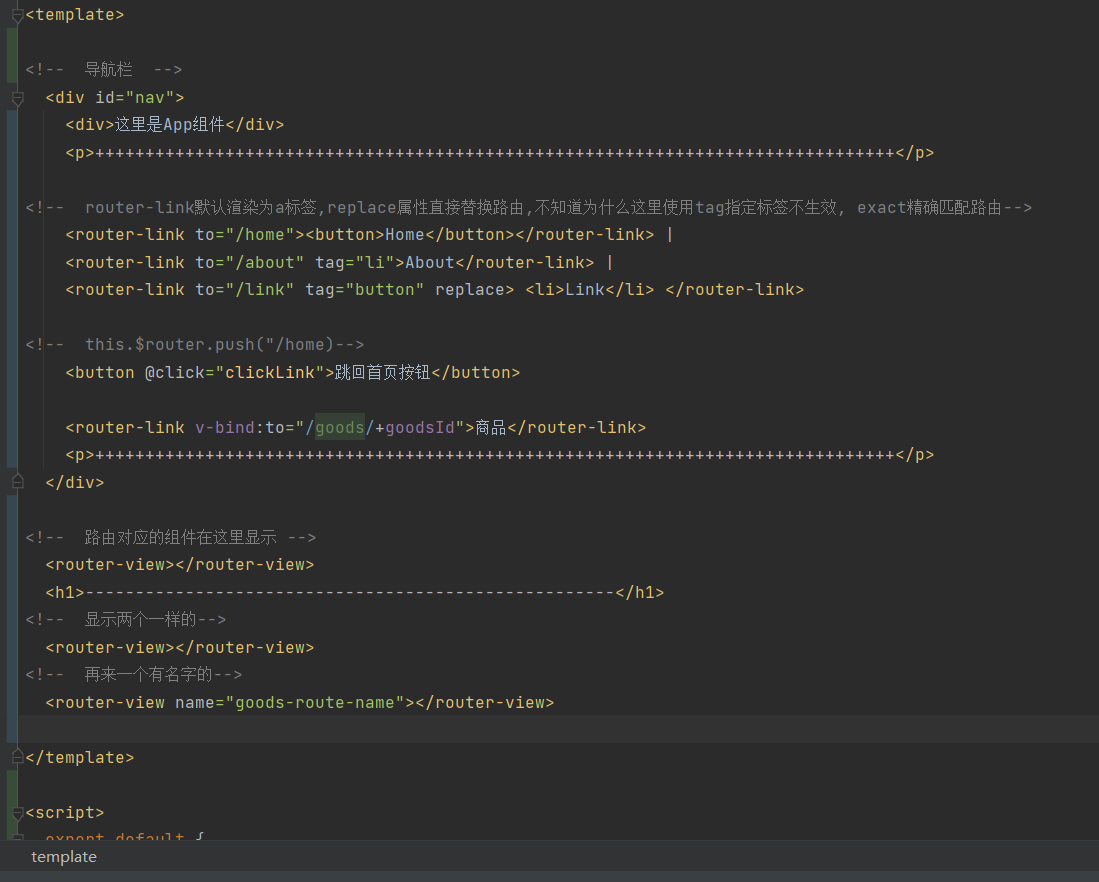 <template>
<!--  导航栏  -->
<div id="nav">
<div>这里是App组件</div>
<p>++++++++++++++++++++++++++++++++++++++++++++++++++++++++++++++++++++++++++++++++</p>
<!--  router-link默认渲染为a标签,replace属性直接替换路由,不知道为什么这里使用tag指定标签不生效, exact精确匹配路由-->
<router-link to="/home"><button>Home</button></router-link> |
<router-link to="/about" tag="li">About</router-link> |
<router-link to="/link" tag="button" replace> <li>Link</li> </router-link>
<!--  this.$router.push("/home)-->
<button @click="clickLink">跳回首页按钮</button>
<router-link v-bind:to="/goods/+goodsId">商品</router-link>
<p>++++++++++++++++++++++++++++++++++++++++++++++++++++++++++++++++++++++++++++++++</p>
</div>
<!--  路由对应的组件在这里显示 -->
<router-view></router-view>
<h1>-----------------------------------------------------</h1>
<!--  显示两个一样的-->
<router-view></router-view>
<!--  再来一个有名字的-->
<router-view name="goods-route-name"></router-view>
</template>
<script>
export default {
template